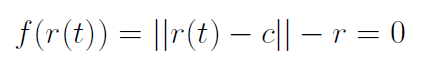 f(r(t)) = ||r(t) − c|| − r = 0